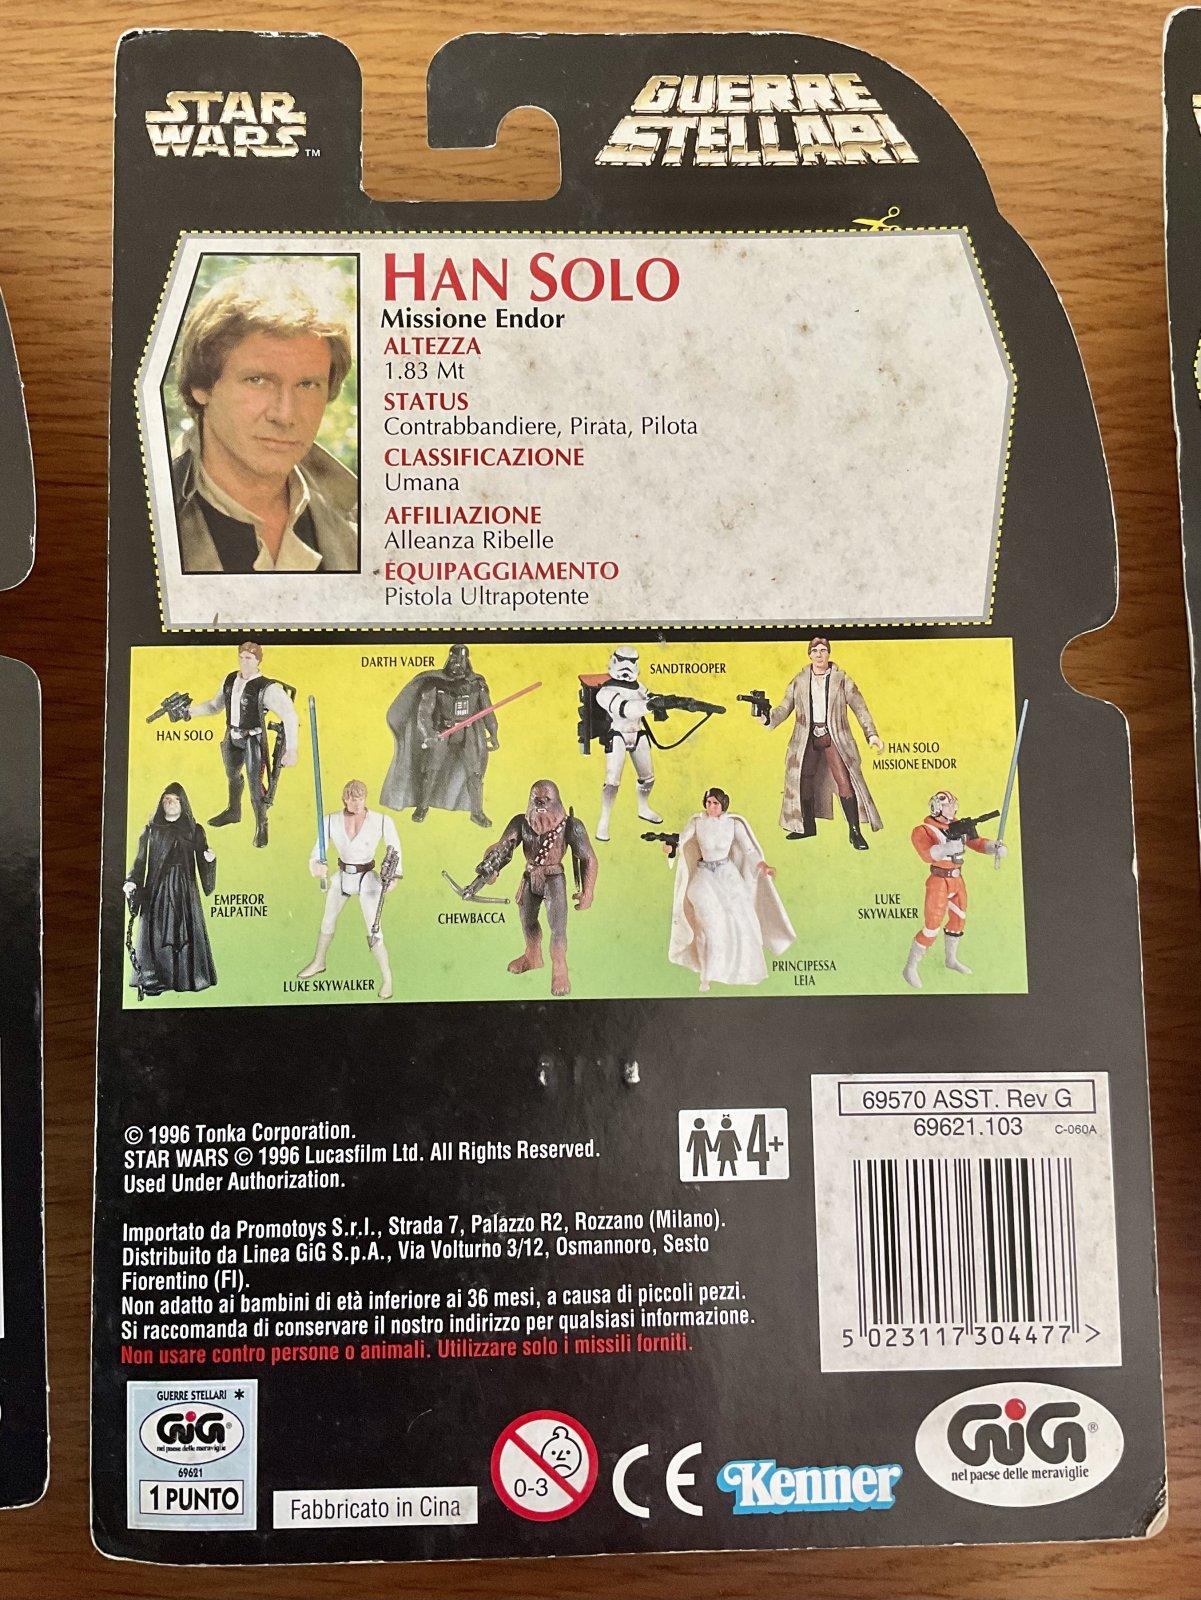 STAR
WARS™
GUERRE
STELLARI
HAN SOLO
Missione Endor
ALTEZZA
1.83 Mt
STATUS
Contrabbandiere, Pirata, Pilota
CLASSIFICAZIONE
Umana
AFFILIAZIONE
Alleanza Ribelle
EQUIPAGGIAMENTO
Pistola Ultrapotente
HAN SOLO
DARTH VADER
SANDTROOPER
HAN SOLO
MISSIONE ENDOR
EMPEROR
PALPATINE
LUKE SKYWALKER
CHEWBACCA
PRINCIPESSA
LEIA
LUKE
SKYWALKER
© 1996 Tonka Corporation.
STAR WARS © 1996 Lucasfilm Ltd. All Rights Reserved.
Used Under Authorization.
4+
69570 ASST. Rev G
69621.103 C-060A
5 023117 304477 >
Importato da Promotoys S.r.l., Strada 7, Palazzo R2, Rozzano (Milano).
Distribuito da Linea GiG S.p.A., Via Volturno 3/12, Osmannoro, Sesto
Fiorentino (FI).
Non adatto ai bambini di età inferiore ai 36 mesi, a causa di piccoli pezzi.
Si raccomanda di conservare il nostro indirizzo per qualsiasi informazione.
Non usare contro persone o animali. Utilizzare solo i missili forniti.
GUERRE STELLARI *
GiG®
nel paese delle meraviglie
69621
1 PUNTO
Fabbricato in Cina
0-3
CE
Kenner
GiG®
nel paese delle meraviglie